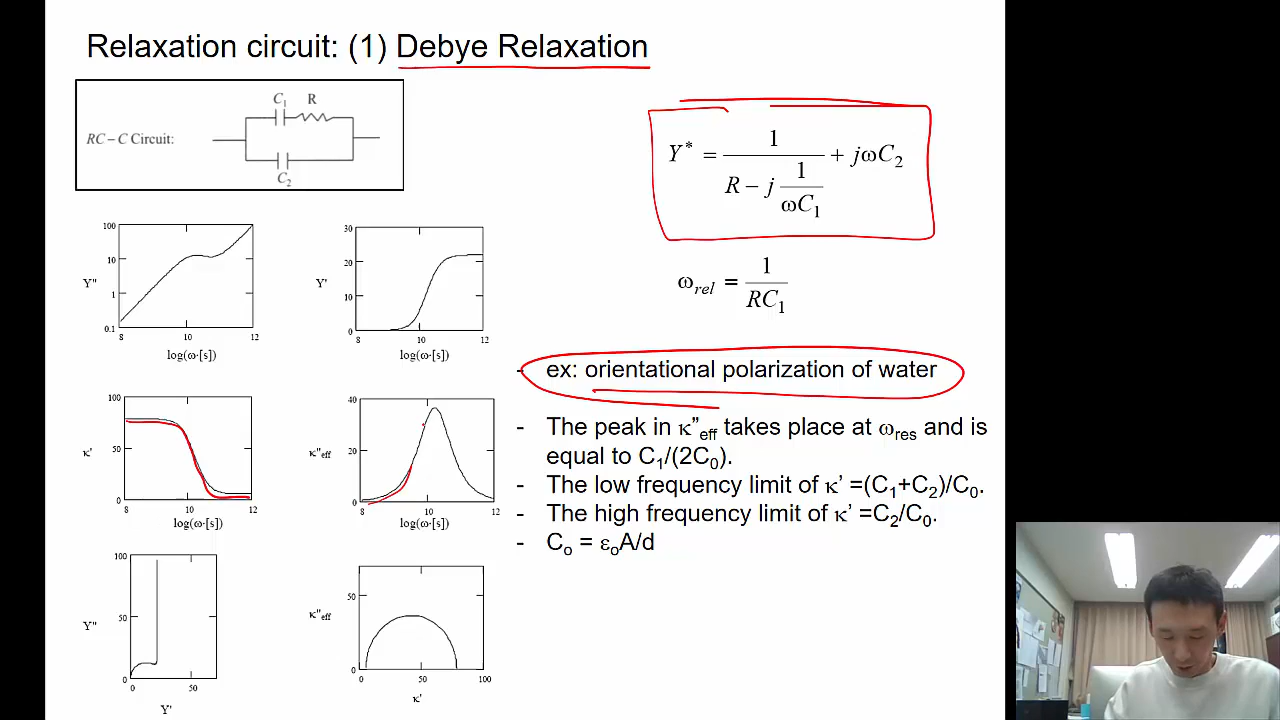 Relaxation circuit: (1) Debye Relaxation
RC – C Circuit:
C₁ R
C₂
Y* = 1 / (R − j 1/(ωC₁)) + jωC₂
ω_rel = 1 / RC₁
100
10
1
0.1
Y"
8 10 12
log(ω·[s])
30
20
10
0
Y'
8 10 12
log(ω·[s])
100
50
0
κ'
8 10 12
log(ω·[s])
40
20
0
κ"eff
8 10 12
log(ω·[s])
100
50
0
Y"
0 50
Y'
50
0
κ"eff
0 50 100
κ'
- ex: orientational polarization of water
- The peak in κ”eff takes place at ωres and is
equal to C₁/(2C₀).
- The low frequency limit of κ’ =(C₁+C₂)/C₀.
- The high frequency limit of κ’ =C₂/C₀.
- Cₒ = εₒA/d